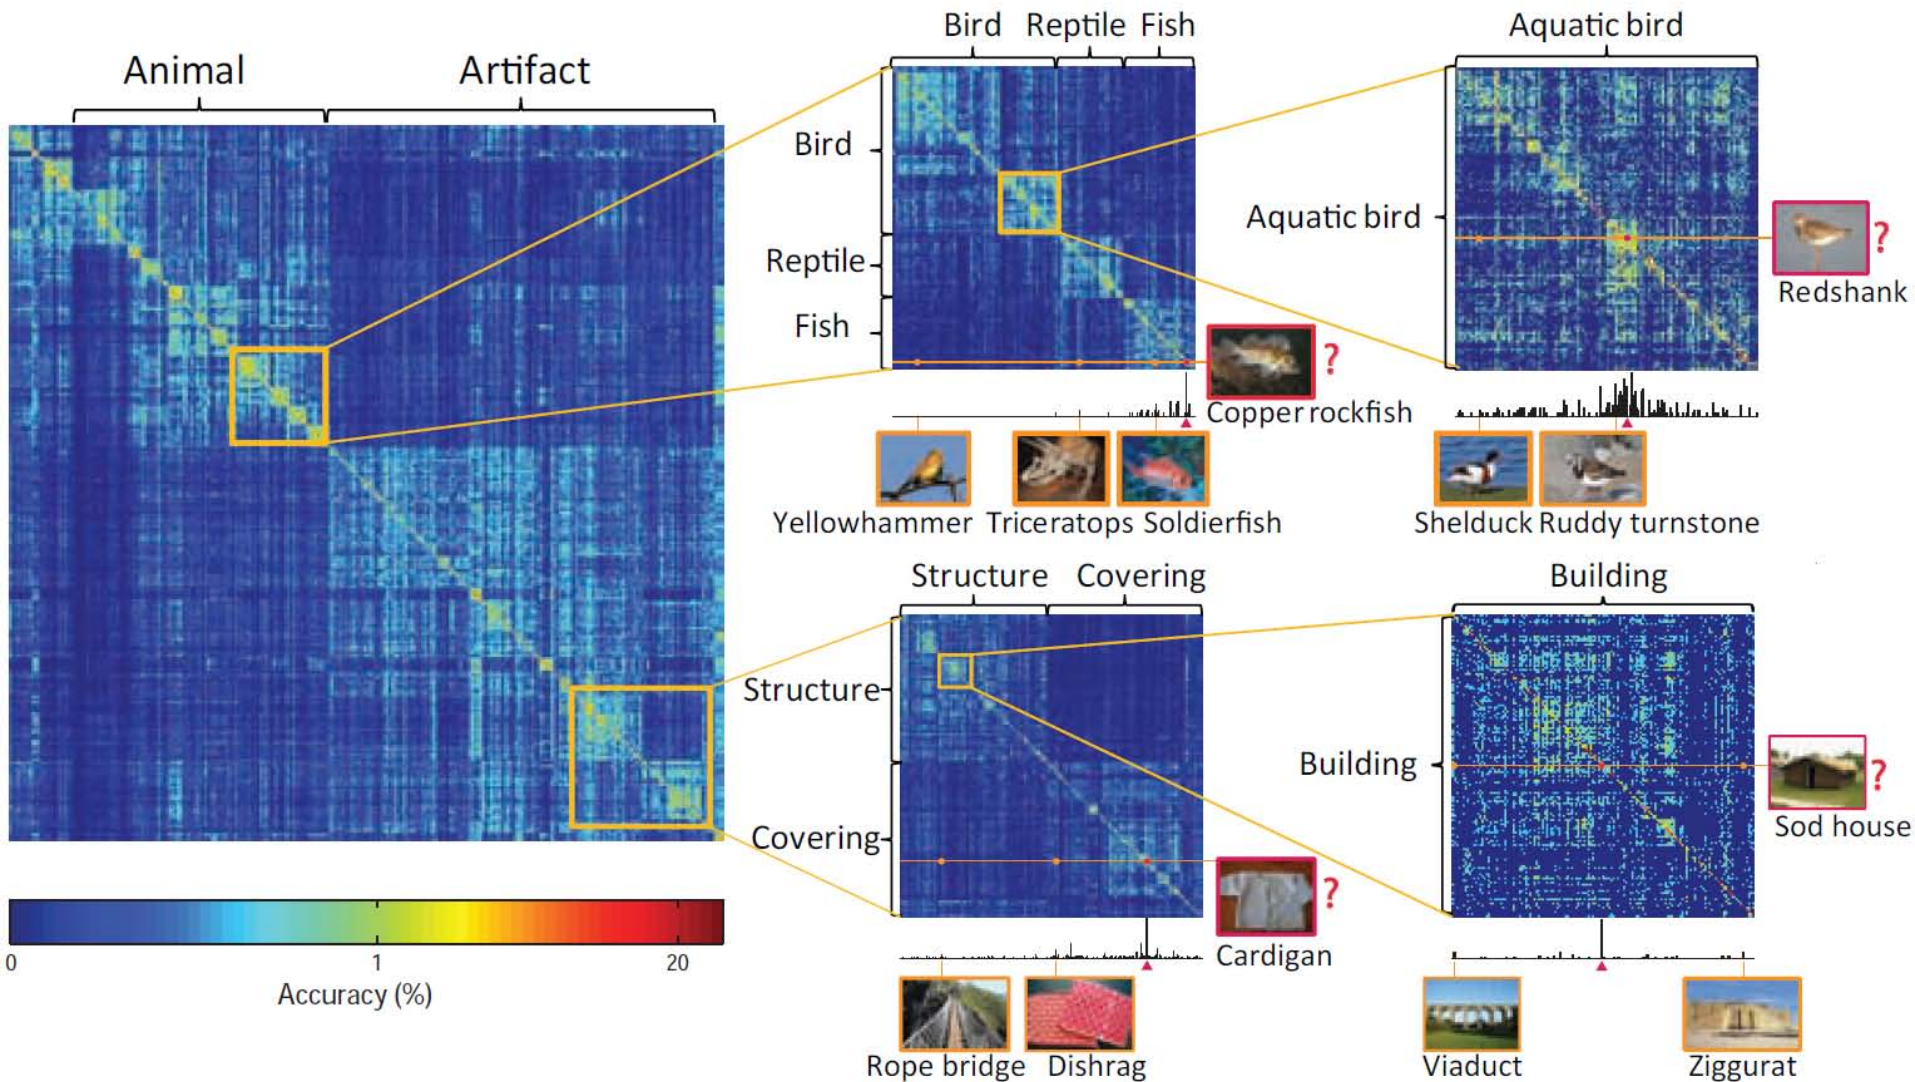 Animal
Artifact
0
1
20
Accuracy (%)
Bird
Reptile
Fish
Bird
Reptile
Fish
?
Copper rockfish
Yellowhammer
Triceratops
Soldierfish
Aquatic bird
Aquatic bird
?
Redshank
Shelduck
Ruddy turnstone
Structure
Covering
Structure
Covering
?
Cardigan
Rope bridge
Dishrag
Building
Building
?
Sod house
Viaduct
Ziggurat